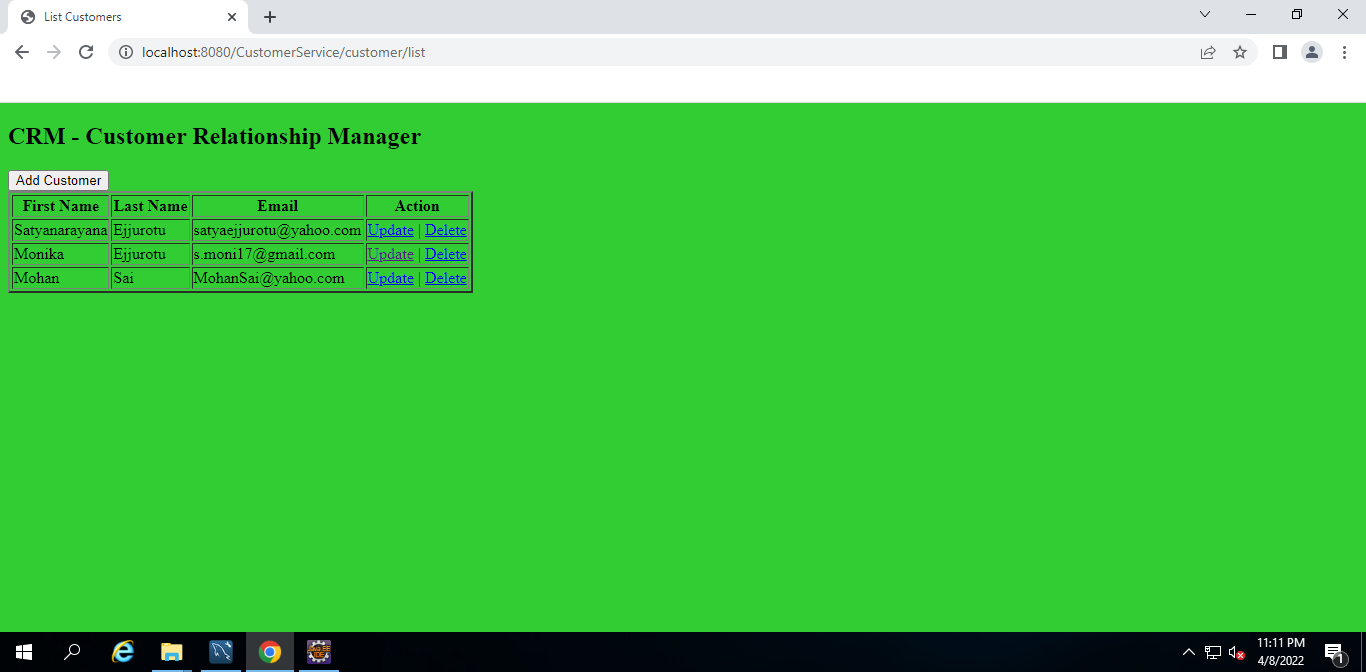 List Customers
localhost:8080/CustomerService/customer/list
CRM - Customer Relationship Manager
Add Customer
First Name Last Name Email Action
Satyanarayana Ejjurotu satyaejjurotu@yahoo.com Update | Delete
Monika Ejjurotu s.moni17@gmail.com Update | Delete
Mohan Sai MohanSai@yahoo.com Update | Delete
11:11 PM
4/8/2022
1